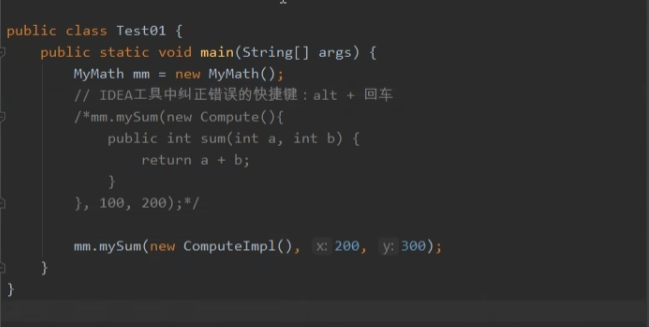 public class Test01 {
public static void main(String[] args) {
MyMath mm = new MyMath();
// IDEA工具中纠正错误的快捷键：alt + 回车
/*mm.mySum(new Compute(){
public int sum(int a, int b) {
return a + b;
}
}, 100, 200);*/
mm.mySum(new ComputeImpl(), x: 200, y: 300);
}
}